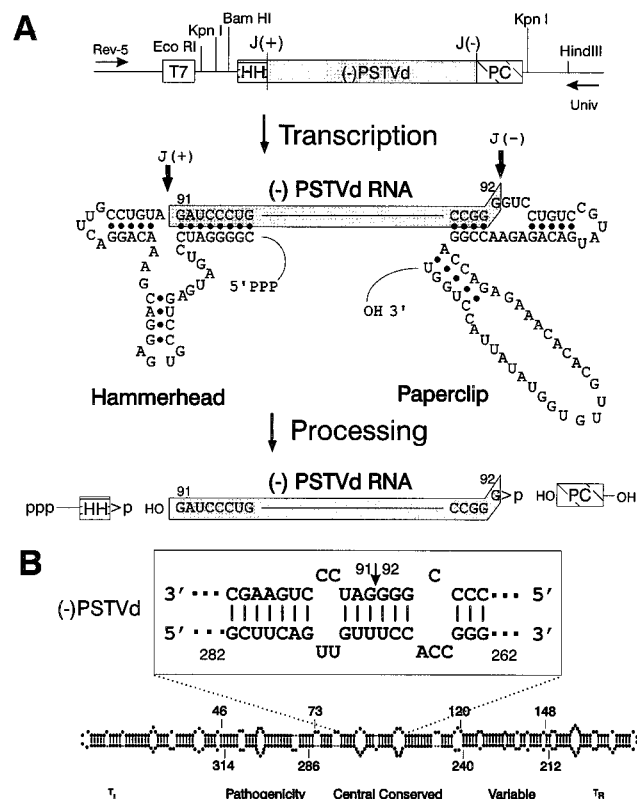 A
Rev-5
Eco RI
Kpn I
Bam HI
J(+)
J(-)
Kpn I
HindIII
T7
HH
(-)PSTVd
PC
Univ
Transcription
J(+)
J(-)
(-) PSTVd RNA
91
92
GAUCCCUG
CCGG
CUAGGGGC
5'PPP
OH 3'
Hammerhead
Paperclip
Processing
(-) PSTVd RNA
91
92
ppp
HH
>p
HO
GAUCCCUG
CCGG
G>p
HO
PC
OH
B
(-)PSTVd
91 92
CC
C
3' CGAAGUC UAGGGG CCC 5'
5' GCUUCAG GUUUCC GGG 3'
282
UU
ACC
262
46
73
120
148
314
286
240
212
TL
Pathogenicity
Central Conserved
Variable
TR